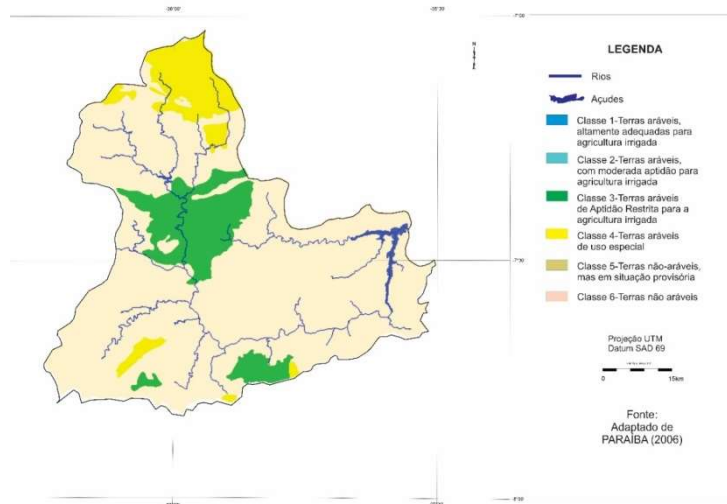 LEGENDA
Rios
Açudes
Classe 1-Terras aráveis,
altamente adequadas para
agricultura irrigada
Classe 2-Terras aráveis,
com moderada aptidão para
agricultura irrigada
Classe 3-Terras aráveis
de Aptidão Restrita para a
agricultura irrigada
Classe 4-Terras aráveis
de uso especial
Classe 5-Terras não-aráveis,
mas em situação provisória
Classe 6-Terras não aráveis
Projeção UTM
Datum SAD 69
0 15km
Fonte:
Adaptado de
PARAÍBA (2006)